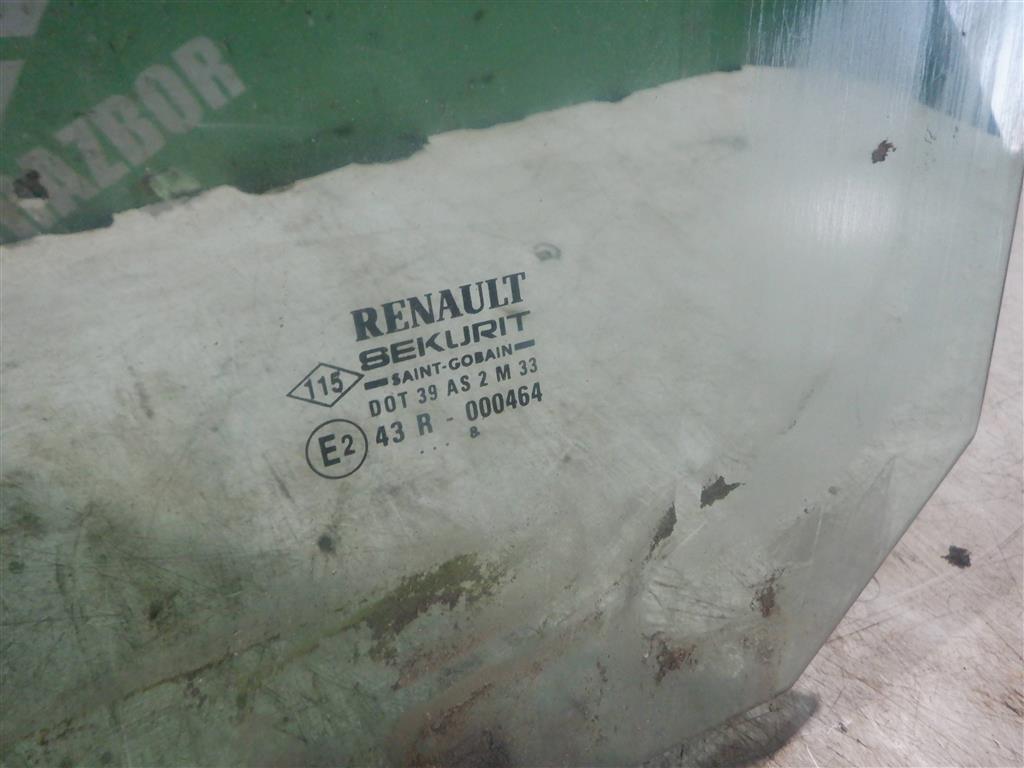 RAZBOR
RENAULT
SEKURIT
SAINT-GOBAIN
115
DOT 39 AS 2 M 33
E2
43 R - 000464
.. 8